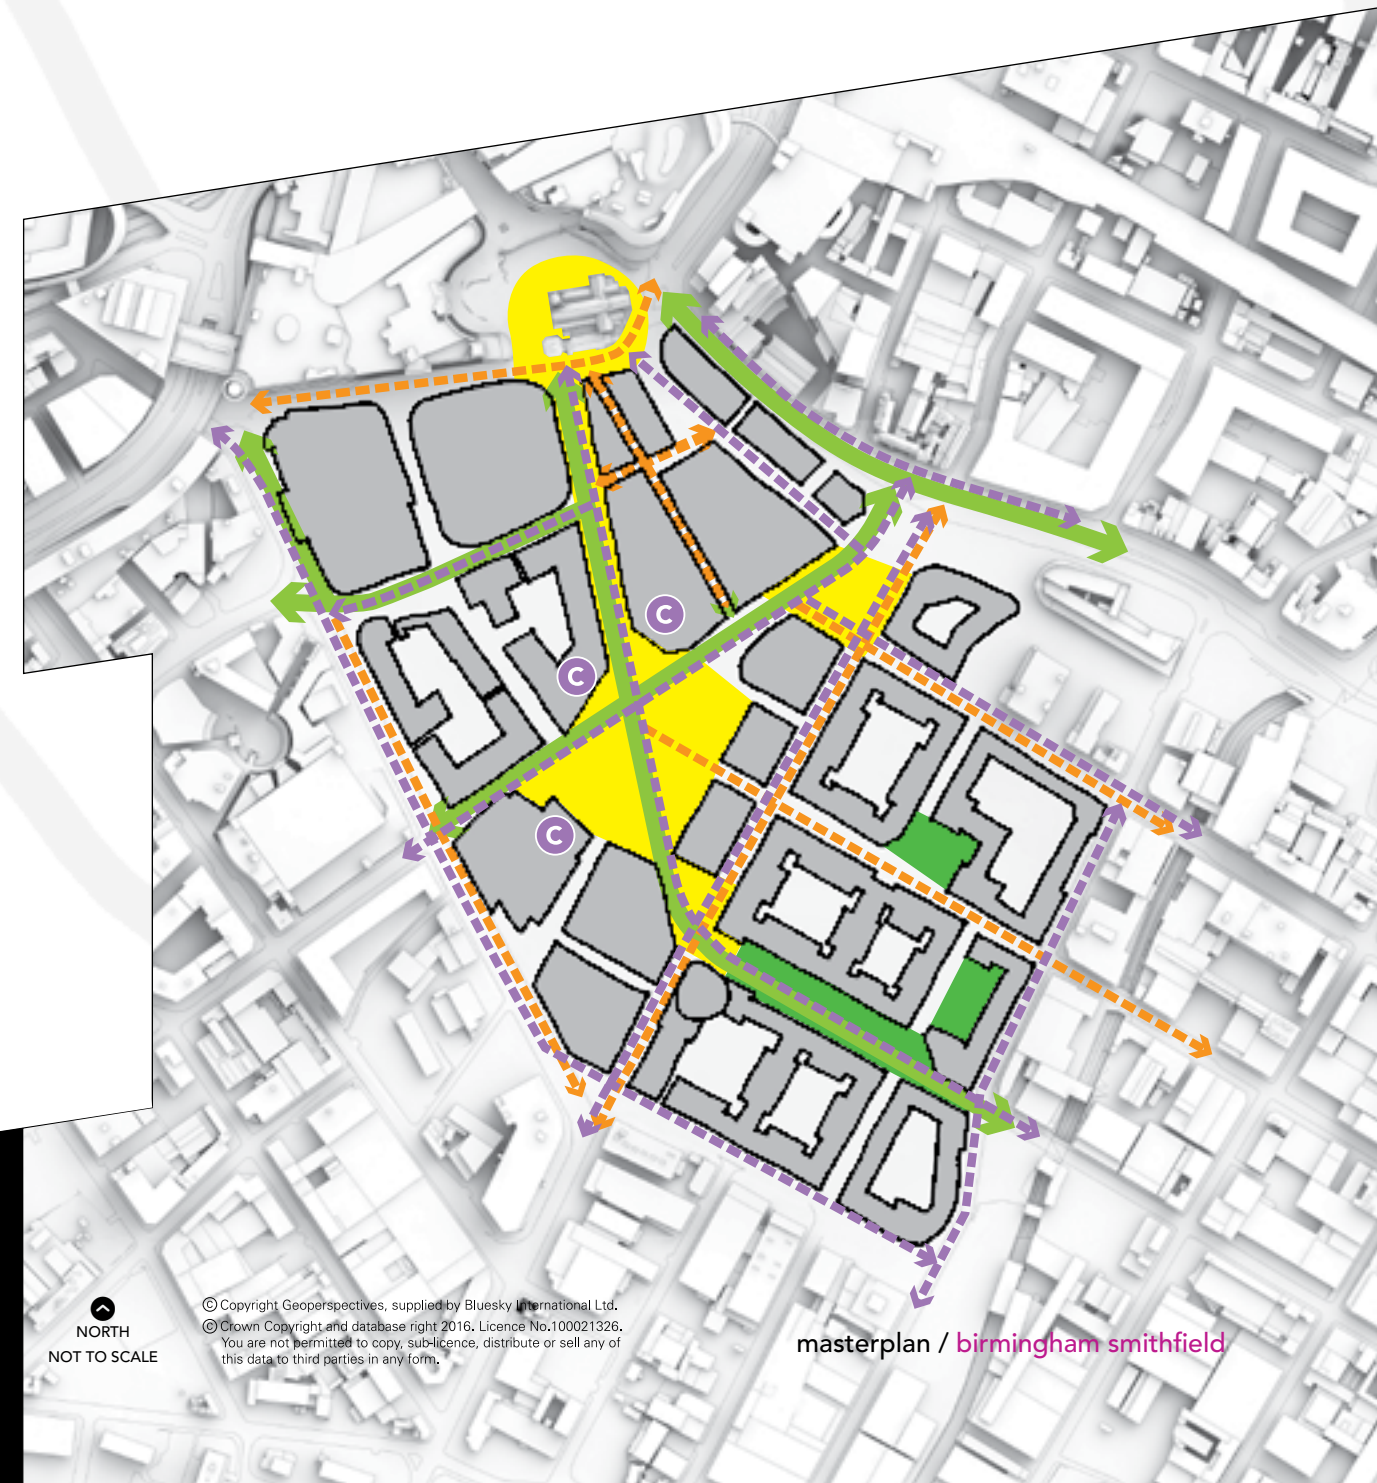 C
C
C
NORTH
NOT TO SCALE
© Copyright Geoperspectives, supplied by Bluesky International Ltd.
© Crown Copyright and database right 2016. Licence No.100021326.
You are not permitted to copy, sub-licence, distribute or sell any of
this data to third parties in any form.
masterplan / birmingham smithfield